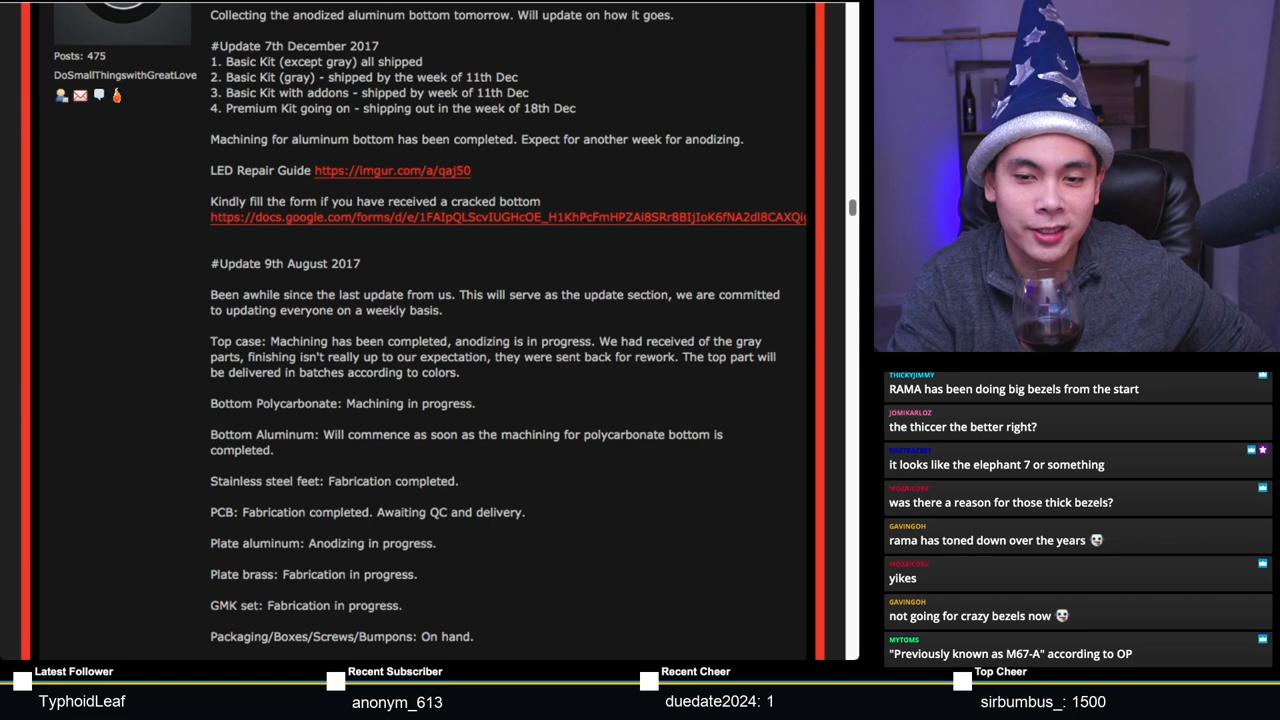 Collecting the anodized aluminum bottom tomorrow. Will update on how it goes.
Posts: 475
DoSmallThingswithGreatLove
#Update 7th December 2017
1. Basic Kit (except gray) all shipped
2. Basic Kit (gray) - shipped by the week of 11th Dec
3. Basic Kit with addons - shipped by week of 11th Dec
4. Premium Kit going on - shipping out in the week of 18th Dec
Machining for aluminum bottom has been completed. Expect for another week for anodizing.
LED Repair Guide https://imgur.com/a/qaj50
Kindly fill the form if you have received a cracked bottom
#Update 9th August 2017
Been awhile since the last update from us. This will serve as the update section, we are committed
to updating everyone on a weekly basis.
Top case: Machining has been completed, anodizing is in progress. We had received of the gray
parts, finishing isn't really up to our expectation, they were sent back for rework. The top part will
be delivered in batches according to colors.
Bottom Polycarbonate: Machining in progress.
Bottom Aluminum: Will commence as soon as the machining for polycarbonate bottom is
completed.
Stainless steel feet: Fabrication completed.
PCB: Fabrication completed. Awaiting QC and delivery.
Plate aluminum: Anodizing in progress.
Plate brass: Fabrication in progress.
GMK set: Fabrication in progress.
Packaging/Boxes/Screws/Bumpons: On hand.
THICKYJIMMY
RAMA has been doing big bezels from the start
JOMIKARLOZ
the thiccer the better right?
it looks like the elephant 7 or something
was there a reason for those thick bezels?
GAVINGOH
rama has toned down over the years
yikes
GAVINGOH
not going for crazy bezels now
MYTOMS
"Previously known as M67-A" according to OP
Latest Follower
TyphoidLeaf
Recent Subscriber
anonym_613
Recent Cheer
duedate2024: 1
Top Cheer
sirbumbus_: 1500